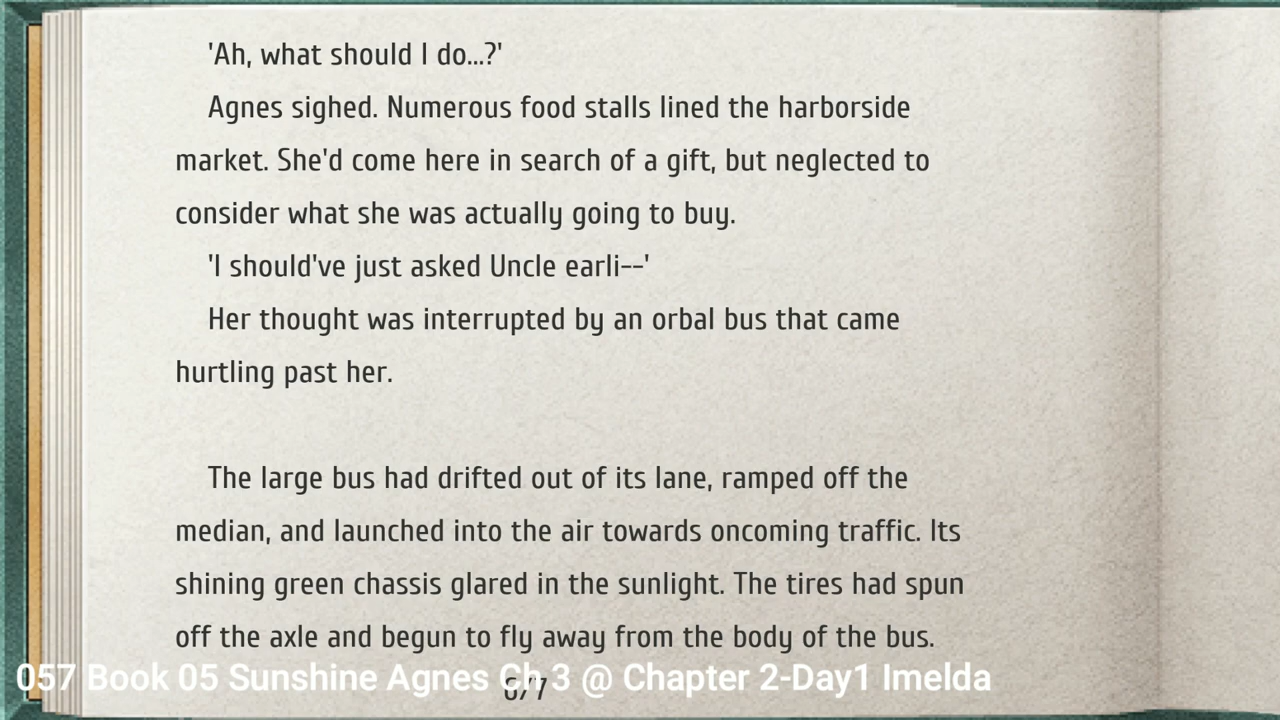 'Ah, what should I do...?'
Agnes sighed. Numerous food stalls lined the harborside
market. She'd come here in search of a gift, but neglected to
consider what she was actually going to buy.
'I should've just asked Uncle earli--'
Her thought was interrupted by an orbal bus that came
hurtling past her.
The large bus had drifted out of its lane, ramped off the
median, and launched into the air towards oncoming traffic. Its
shining green chassis glared in the sunlight. The tires had spun
off the axle and begun to fly away from the body of the bus.
057 Book 05 Sunshine Agnes Ch 3 @ Chapter 2-Day1 Imelda
6/7